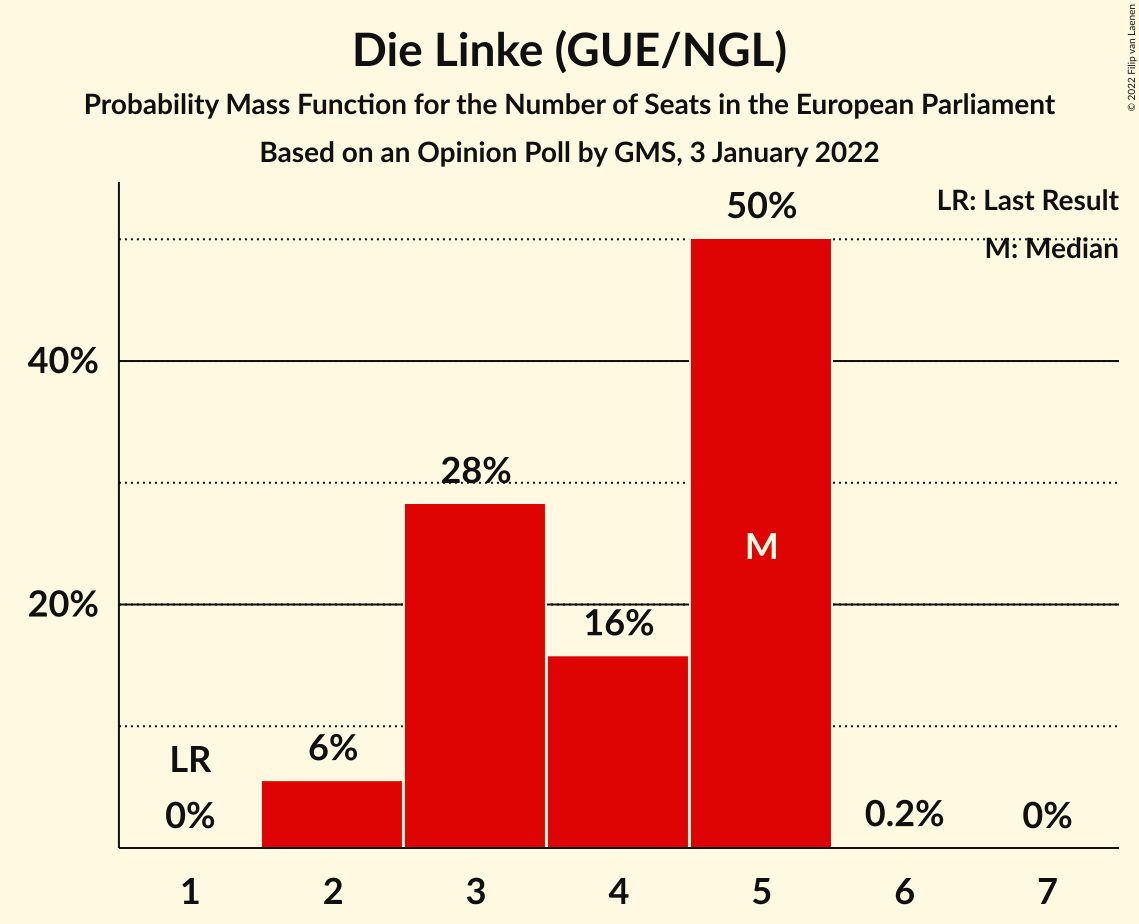 Die Linke (GUE/NGL)
Probability Mass Function for the Number of Seats in the European Parliament
Based on an Opinion Poll by GMS, 3 January 2022
© 2022 Filip van Laenen
LR: Last Result
M: Median
50%
40%
28%
M
20%
16%
LR
6%
0%
0.2%
0%
1 2 3 4 5 6 7